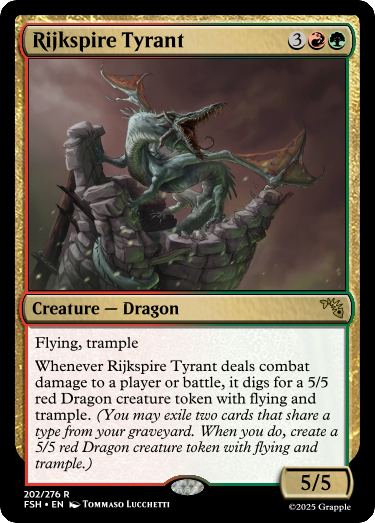 Rijkspire Tyrant 3
Creature — Dragon
Flying, trample
Whenever Rijkspire Tyrant deals combat
damage to a player or battle, it digs for a 5/5
red Dragon creature token with flying and
trample. (You may exile two cards that share a
type from your graveyard. When you do, create a
5/5 red Dragon creature token with flying and
trample.)
5/5
202/276 R
FSH • EN Tommaso Lucchetti
©2025 Grapple